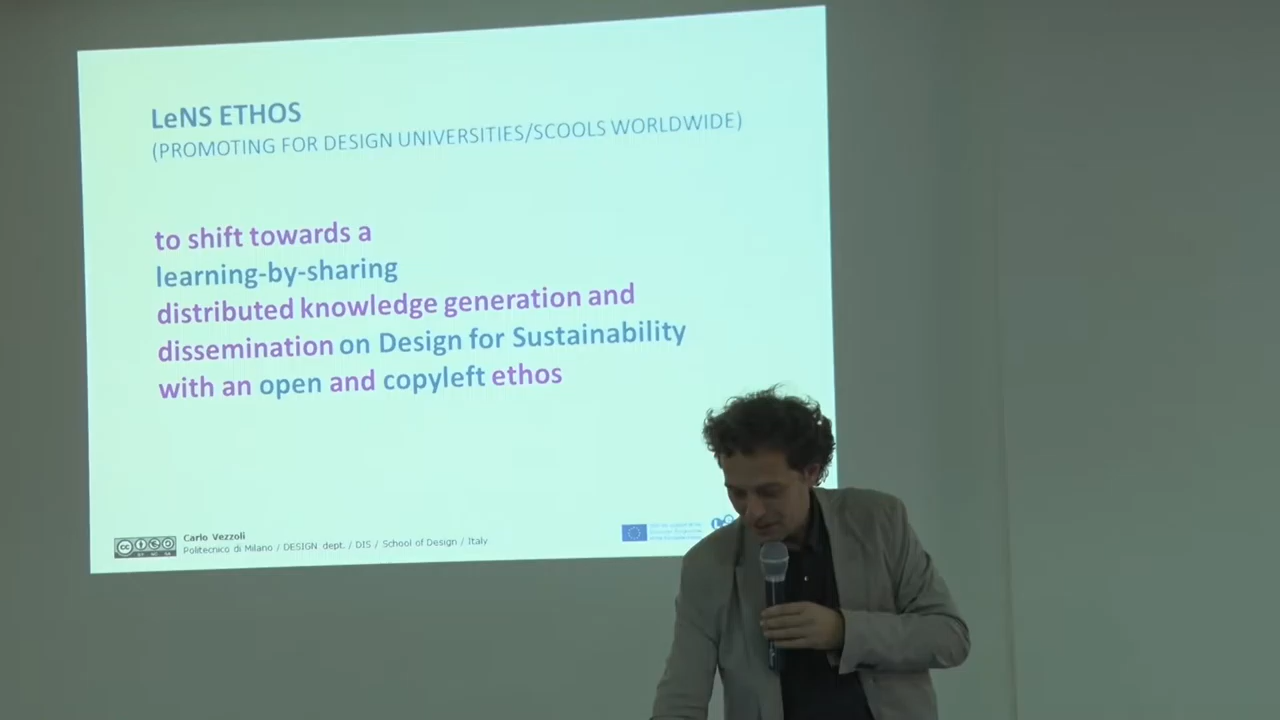 LeNS ETHOS
(PROMOTING FOR DESIGN UNIVERSITIES/SCOOLS WORLDWIDE)
to shift towards a
learning-by-sharing
distributed knowledge generation and
dissemination on Design for Sustainability
with an open and copyleft ethos
Carlo Vezzoli
Politecnico di Milano / DESIGN dept. / DIS / School of Design / Italy